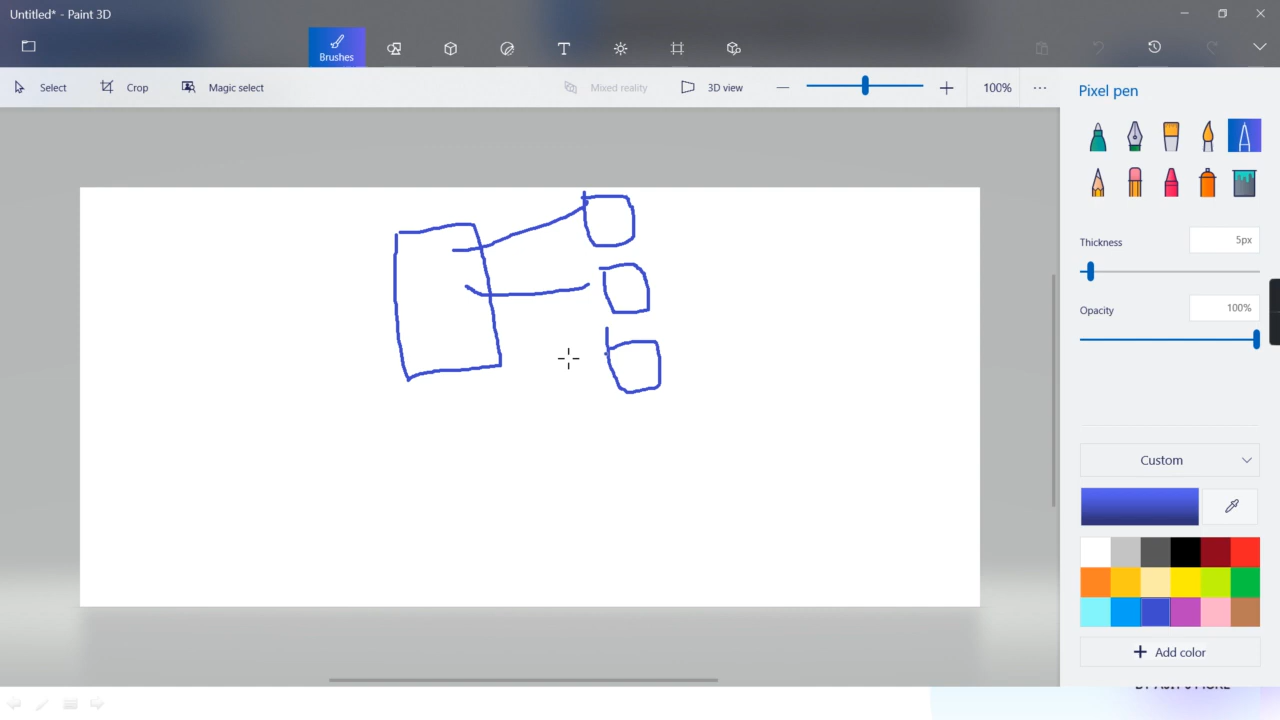 Untitled* - Paint 3D
Brushes
Select
Crop
Magic select
Mixed reality
3D view
100%
Pixel pen
Thickness
5px
Opacity
100%
Custom
Add color